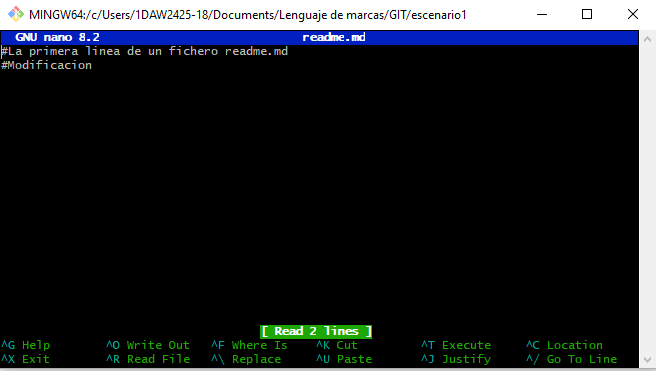 MINGW64:/c/Users/1DAW2425-18/Documents/Lenguaje de marcas/GIT/escenario1
GNU nano 8.2 readme.md
#La primera linea de un fichero readme.md
#Modificacion
[ Read 2 lines ]
^G Help ^O Write Out ^F Where Is ^K Cut ^T Execute ^C Location
^X Exit ^R Read File ^\ Replace ^U Paste ^J Justify ^/ Go To Line